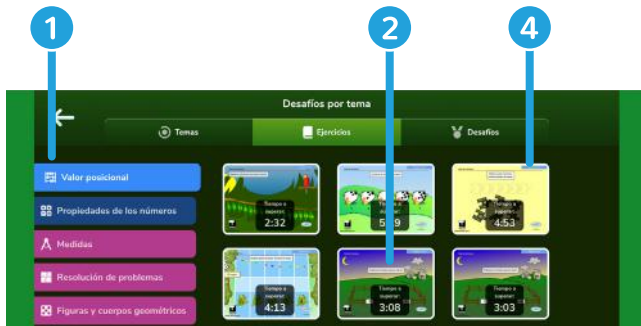 1
2
4
Desafíos por tema
Temas
Ejercicios
Desafíos
Valor posicional
Propiedades de los números
Medidas
Resolución de problemas
Figuras y cuerpos geométricos
Tiempo a
superar:
2:32
Tiempo a
superar:
Tiempo a
superar:
4:53
Tiempo a
superar:
4:13
Tiempo a
superar:
3:08
Tiempo a
superar:
3:03